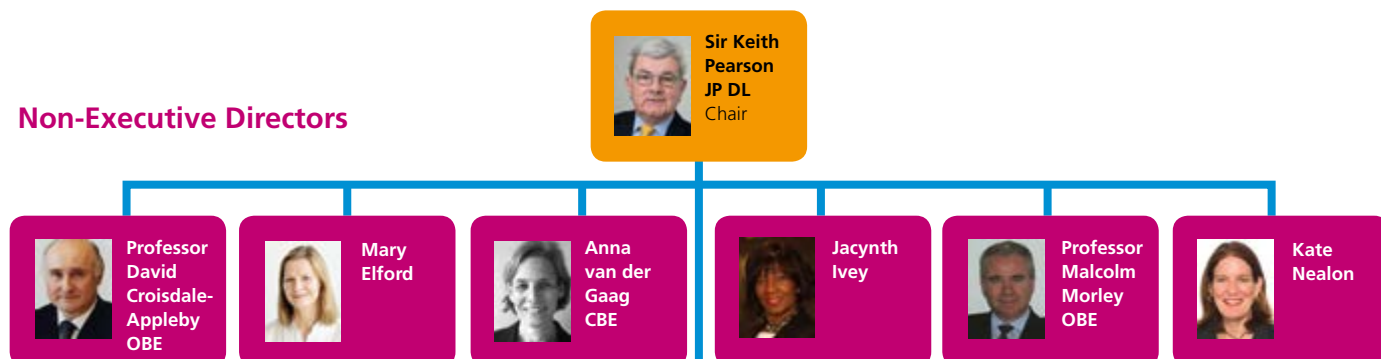 Sir Keith
Pearson
JP DL
Chair
Non-Executive Directors
Professor
David
Croisdale-
Appleby
OBE
Mary
Elford
Anna
van der
Gaag
CBE
Jacynth
Ivey
Professor
Malcolm
Morley
OBE
Kate
Nealon